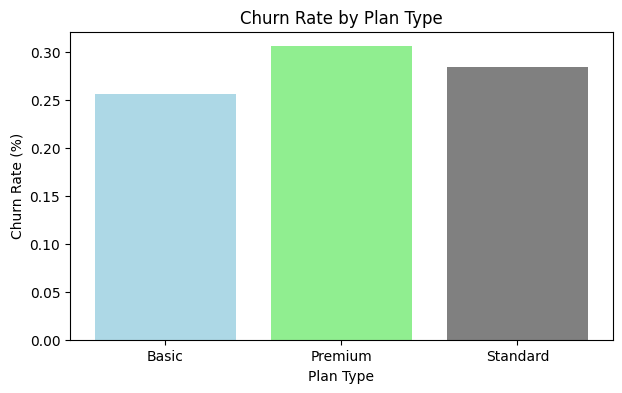 Churn Rate by Plan Type
Churn Rate (%)
0.30
0.25
0.20
0.15
0.10
0.05
0.00
Basic
Premium
Standard
Plan Type